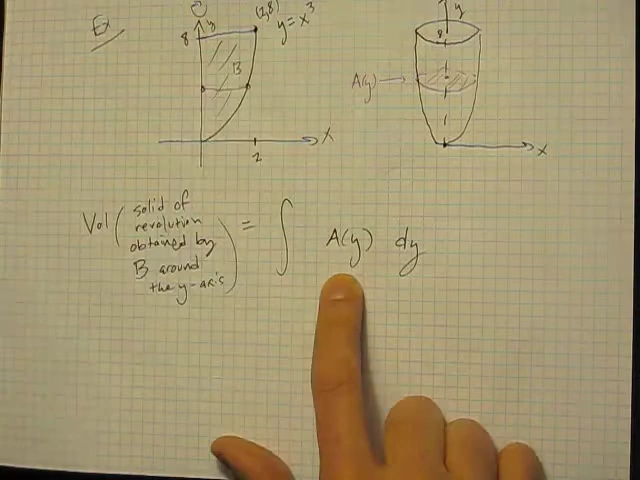 Ex
y
(2,8)
8
y = x³
B
x
2
y
8
A(y)
x
Vol ( solid of
revolution
obtained by
B around
the y-axis ) = ∫ A(y) dy